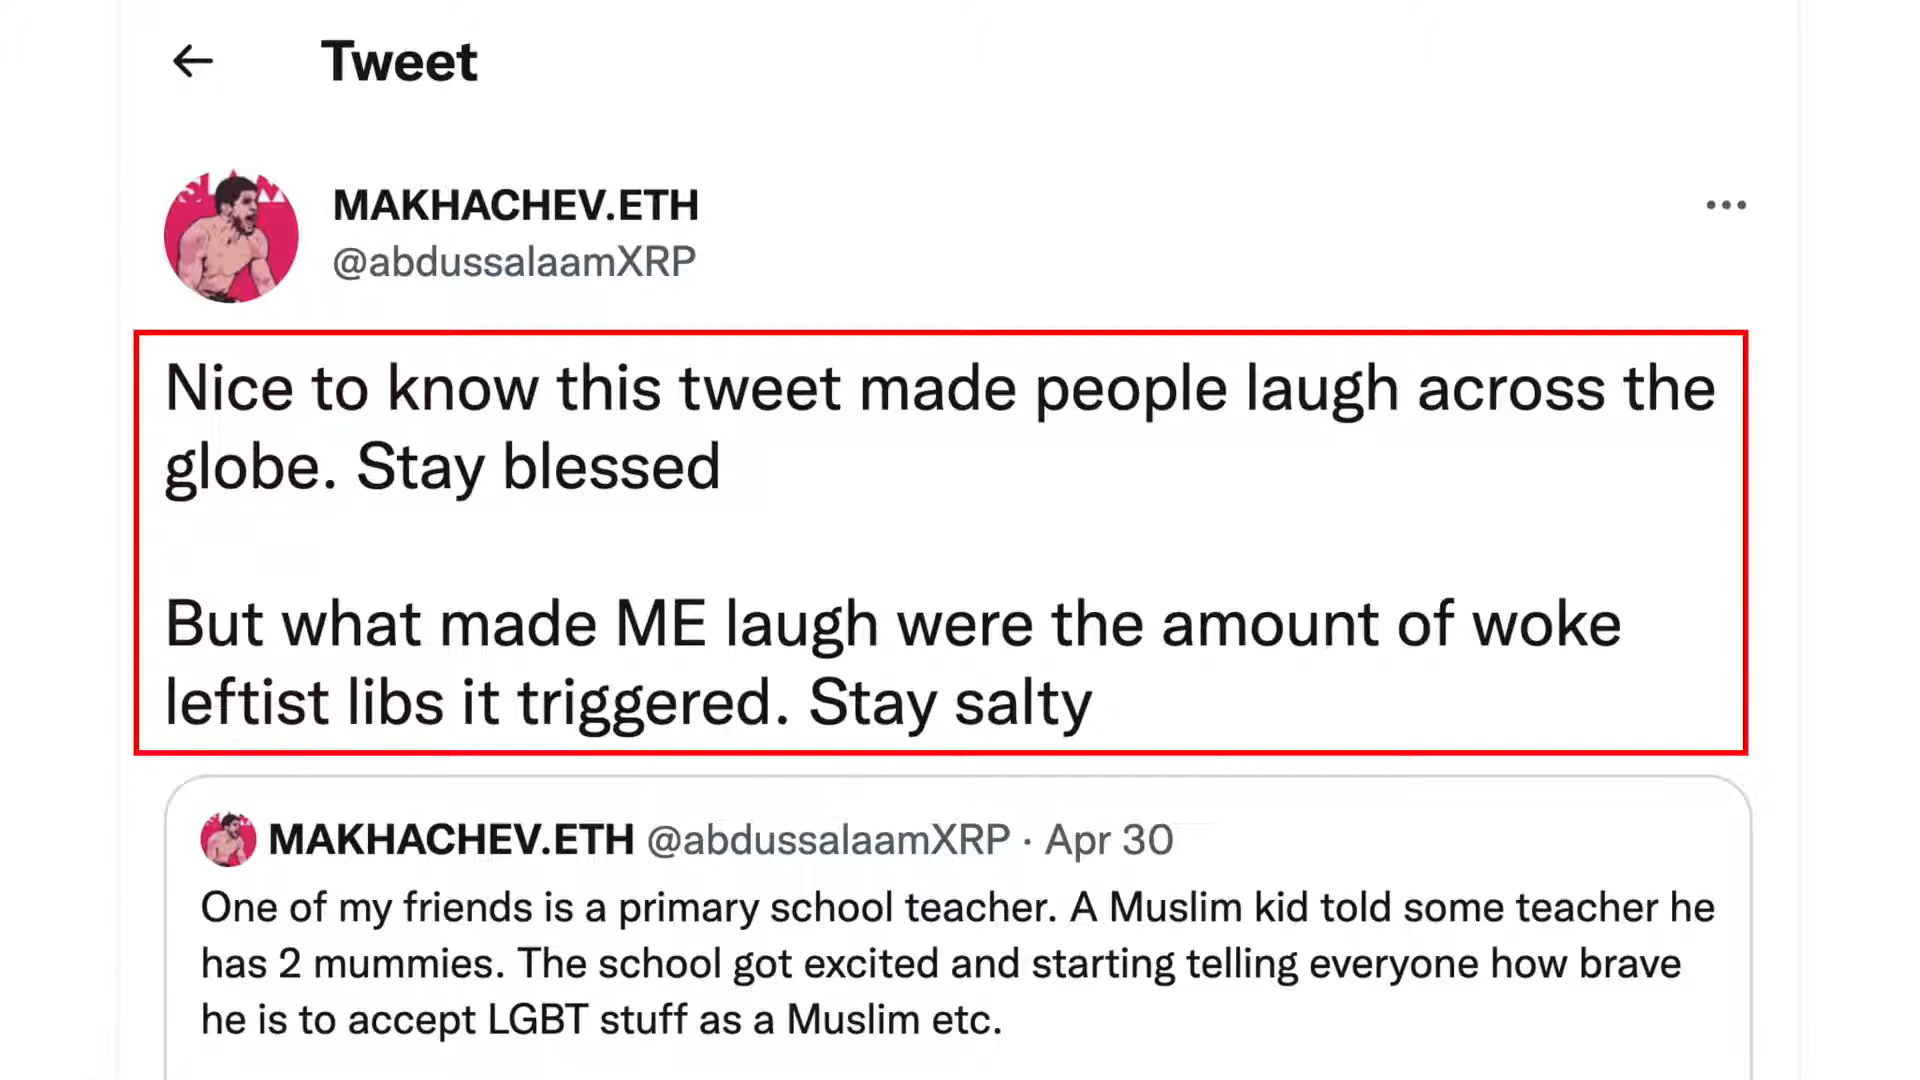 Tweet
MAKHACHEV.ETH
@abdussalaamXRP
Nice to know this tweet made people laugh across the
globe. Stay blessed
But what made ME laugh were the amount of woke
leftist libs it triggered. Stay salty
MAKHACHEV.ETH @abdussalaamXRP · Apr 30
One of my friends is a primary school teacher. A Muslim kid told some teacher he
has 2 mummies. The school got excited and starting telling everyone how brave
he is to accept LGBT stuff as a Muslim etc.